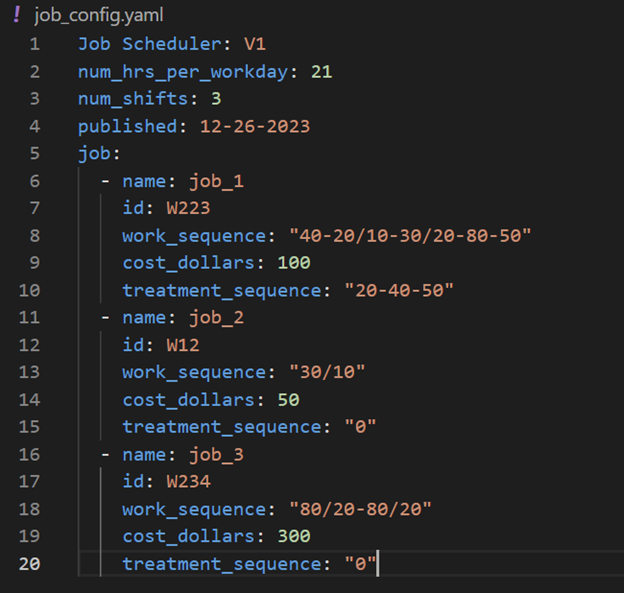 ! job_config.yaml
1 Job Scheduler: V1
2 num_hrs_per_workday: 21
3 num_shifts: 3
4 published: 12-26-2023
5 job:
6 - name: job_1
7 id: W223
8 work_sequence: "40-20/10-30/20-80-50"
9 cost_dollars: 100
10 treatment_sequence: "20-40-50"
11 - name: job_2
12 id: W12
13 work_sequence: "30/10"
14 cost_dollars: 50
15 treatment_sequence: "0"
16 - name: job_3
17 id: W234
18 work_sequence: "80/20-80/20"
19 cost_dollars: 300
20 treatment_sequence: "0"